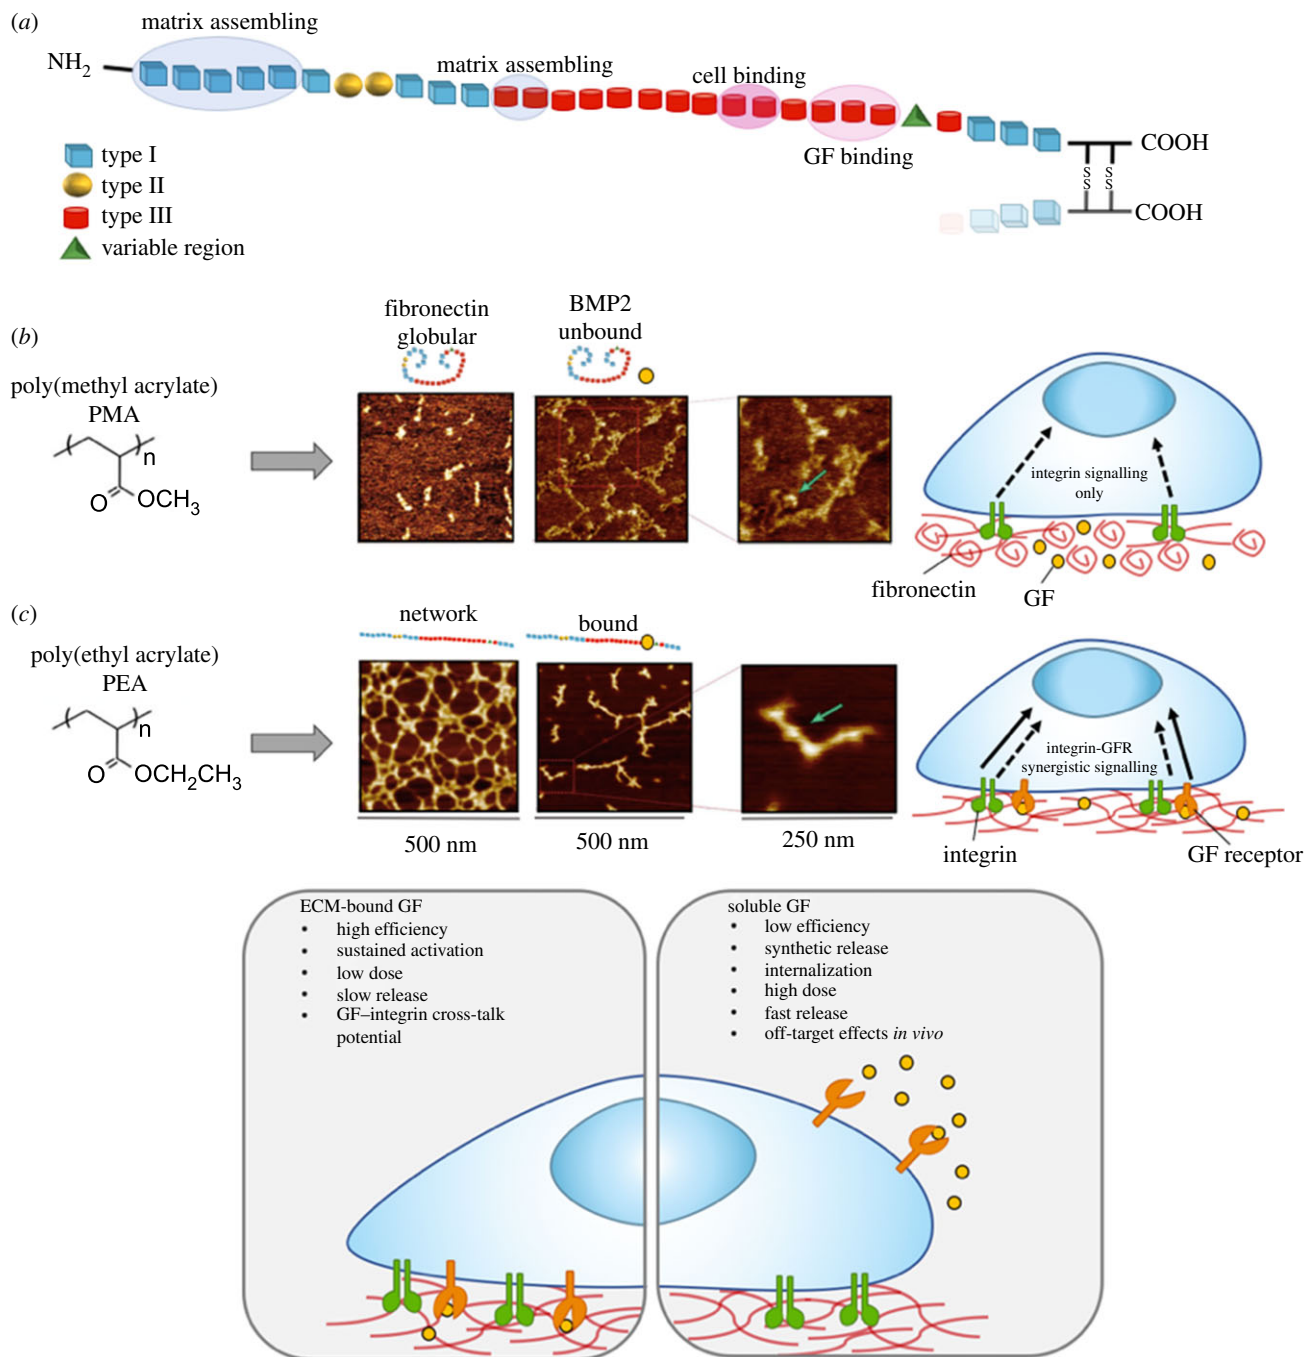 (a)
matrix assembling
NH2
matrix assembling
cell binding
GF binding
COOH
S S
S S
COOH
type I
type II
type III
variable region
(b)
fibronectin
globular
BMP2
unbound
poly(methyl acrylate)
PMA
n
O
OCH3
integrin signalling
only
fibronectin
GF
(c)
network
bound
poly(ethyl acrylate)
PEA
n
O
OCH2CH3
integrin-GFR
synergistic signalling
500 nm
500 nm
250 nm
integrin
GF receptor
ECM-bound GF
• high efficiency
• sustained activation
• low dose
• slow release
• GF–integrin cross-talk
potential
soluble GF
• low efficiency
• synthetic release
• internalization
• high dose
• fast release
• off-target effects in vivo